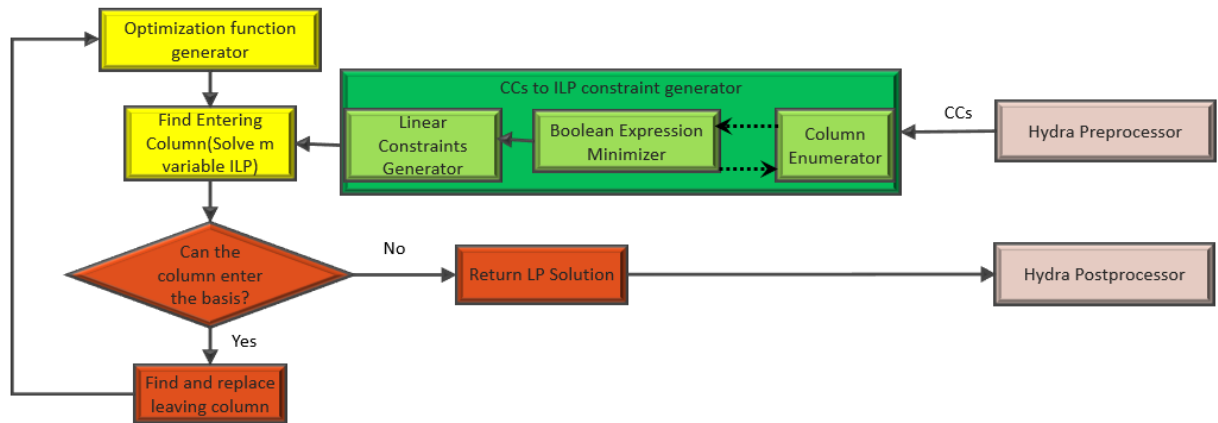 Optimization function
generator
CCs to ILP constraint generator
Find Entering
Column(Solve m
variable ILP)
Linear
Constraints
Generator
Boolean Expression
Minimizer
Column
Enumerator
CCs
Hydra Preprocessor
Can the
column enter
the basis?
No
Return LP Solution
Hydra Postprocessor
Yes
Find and replace
leaving column